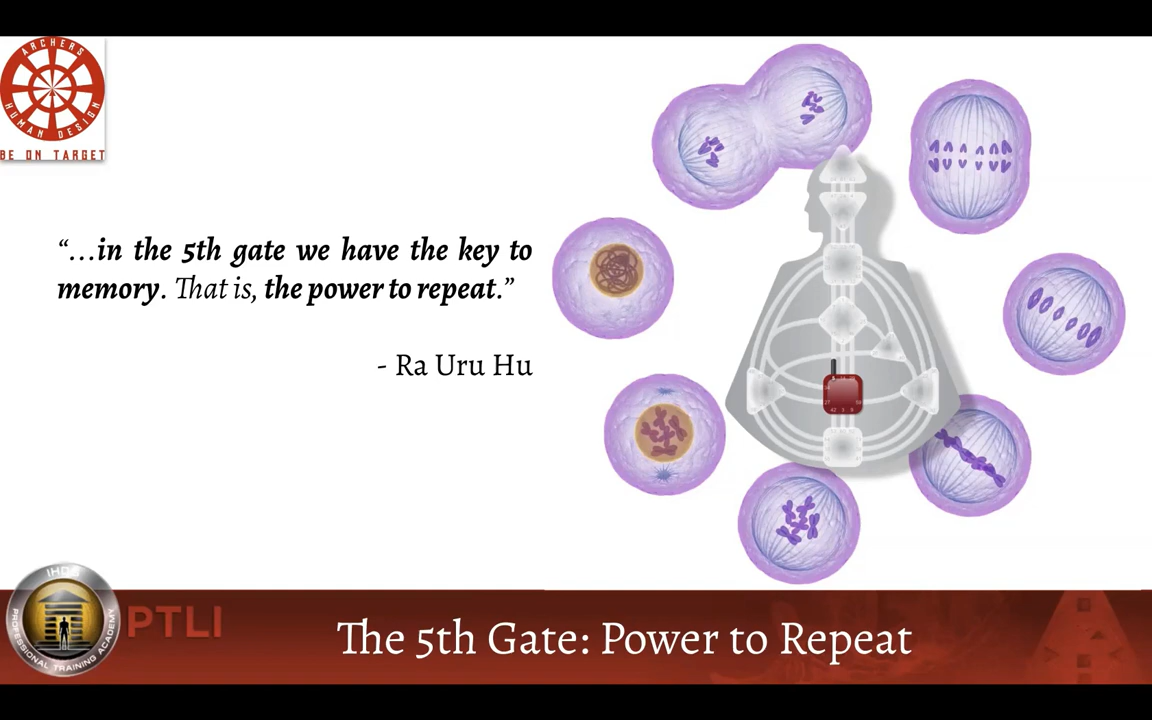 ARCHERS
HUMAN DESIGN
BE ON TARGET
“...in the 5th gate we have the key to
memory. That is, the power to repeat.”
- Ra Uru Hu
IHDS
PROFESSIONAL TRAINING ACADEMY
PTLI
The 5th Gate: Power to Repeat